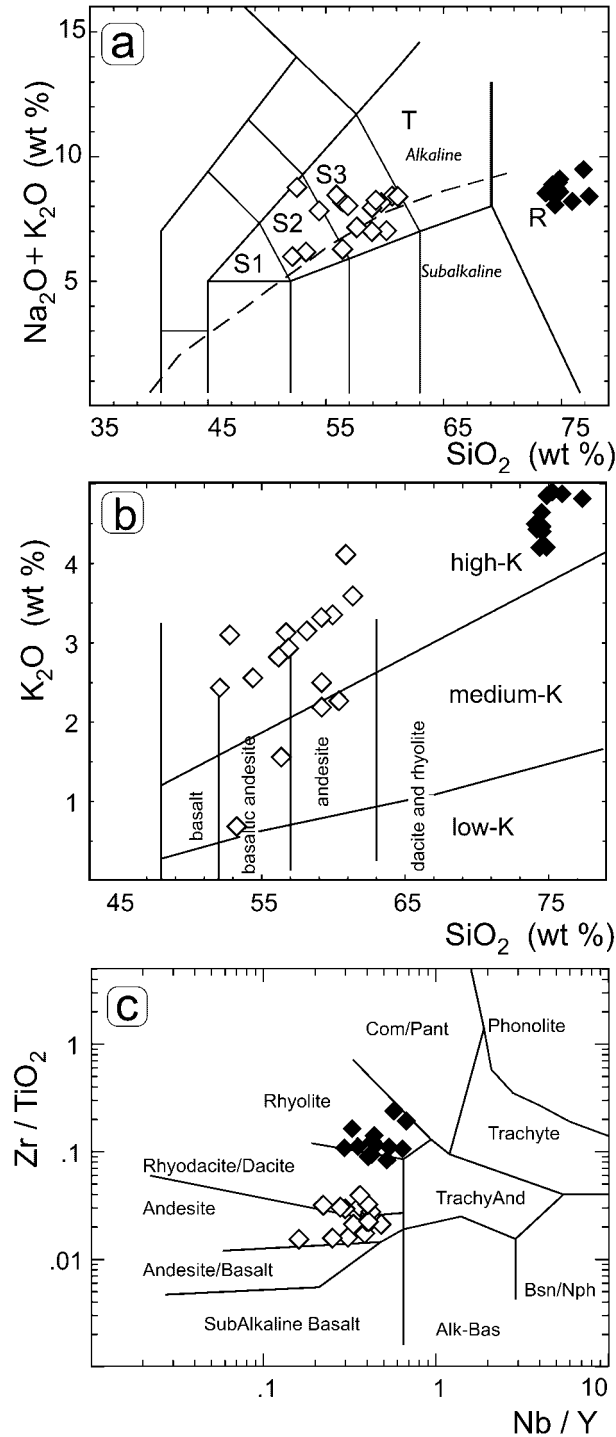 a
15
10
5
Na₂O + K₂O (wt %)
T
Alkaline
S3
S2
S1
R
Subalkaline
35 45 55 65 75
SiO₂ (wt %)
b
4
3
2
1
K₂O (wt %)
high-K
medium-K
low-K
basalt
basaltic andesite
andesite
dacite and rhyolite
45 55 65 75
SiO₂ (wt %)
c
1
0.1
.01
Zr / TiO₂
Com/Pant
Phonolite
Rhyolite
Trachyte
Rhyodacite/Dacite
TrachyAnd
Andesite
Andesite/Basalt
Bsn/Nph
SubAlkaline Basalt
Alk-Bas
.1 1 10
Nb / Y